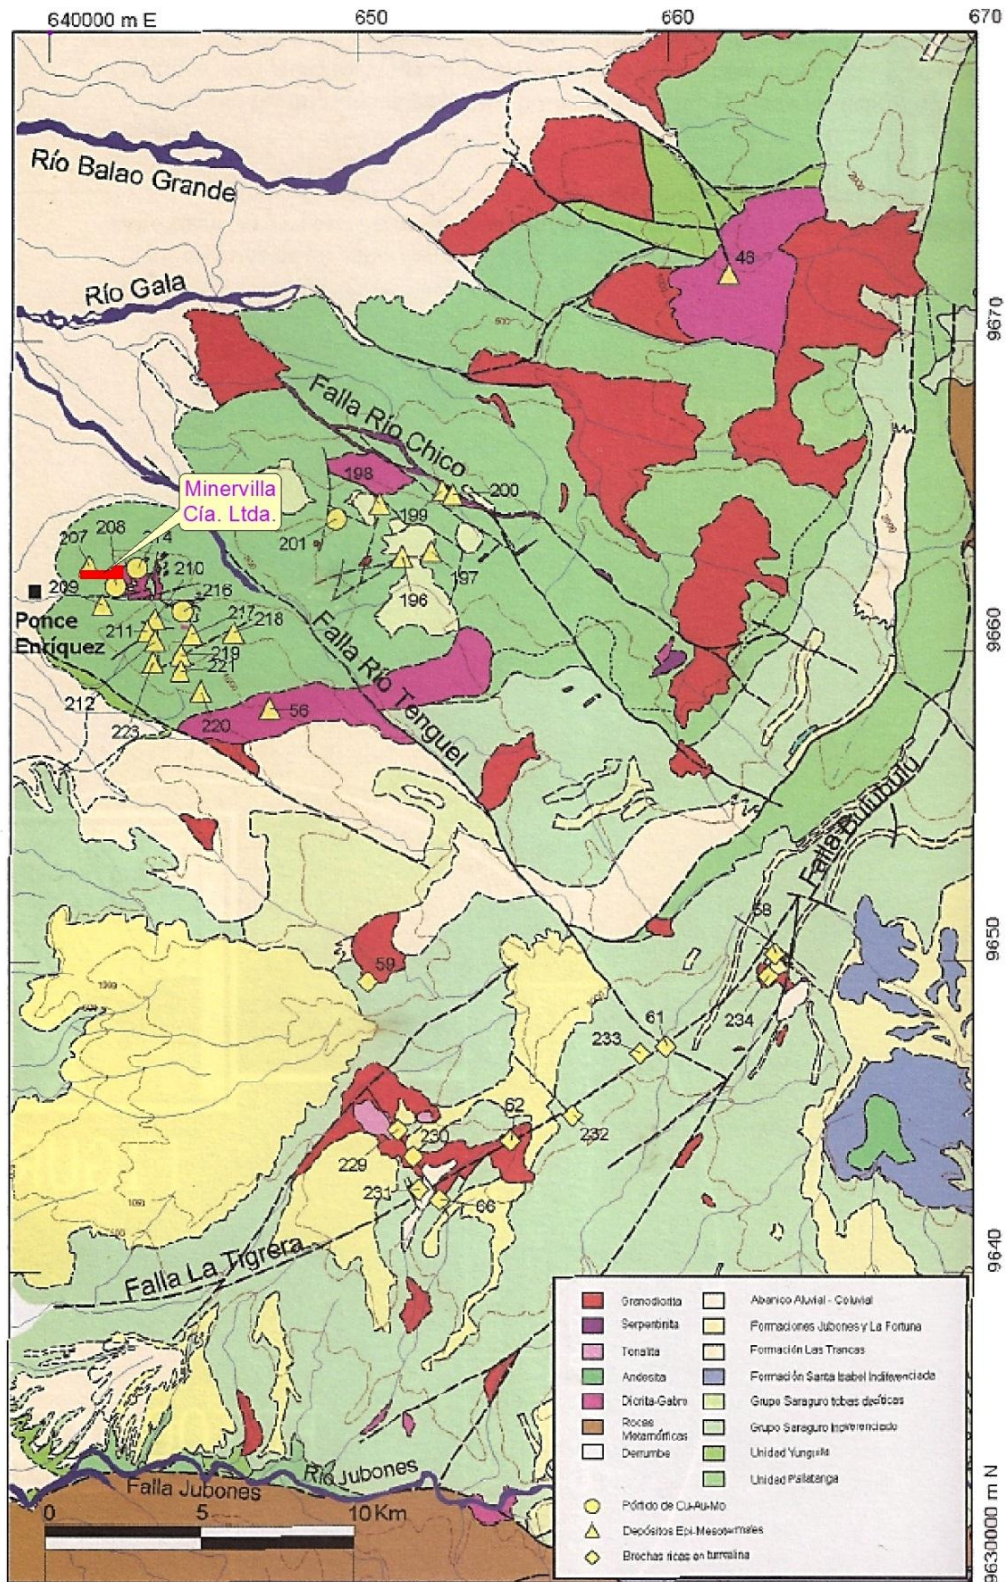 640000 m E
650
660
670
Río Balao Grande
Río Gala
48
9670
Falla Río Chico
198
200
199
201
197
196
Minervilla
Cía. Ltda.
207
208
14
210
209
216
Ponce
Enríquez
211
217
218
219
221
212
223
220
56
Falla Río Tenguel
9660
Falla Bulubulu
58
59
9650
234
233
61
62
232
230
229
231
66
Falla La Tigrera
9640
Río Jubones
Falla Jubones
0
5
10 Km
9630000 m N
Granodiorita
Serpentinita
Tonalita
Andesita
Diorita-Gabro
Rocas
Metamórficas
Derrumbe
Abanico Aluvial - Coluvial
Formaciones Jubones y La Fortuna
Formación Las Trancas
Formación Santa Isabel Indiferenciada
Grupo Saraguro tobas dacíticas
Grupo Saraguro Indiferenciado
Unidad Yunguilla
Unidad Pallatanga
Pórfido de Cu-Au-Mo
Depósitos Epi-Mesotermales
Brechas ricas en turmalina